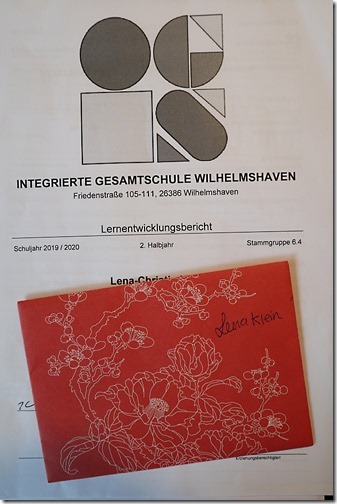 INTEGRIERTE GESAMTSCHULE WILHELMSHAVEN
Friedenstraße 105-111, 26386 Wilhelmshaven
Lernentwicklungsbericht
Schuljahr 2019 / 2020 2. Halbjahr Stammgruppe 6.4
Lena Klein
Erziehungsberechtigte/r